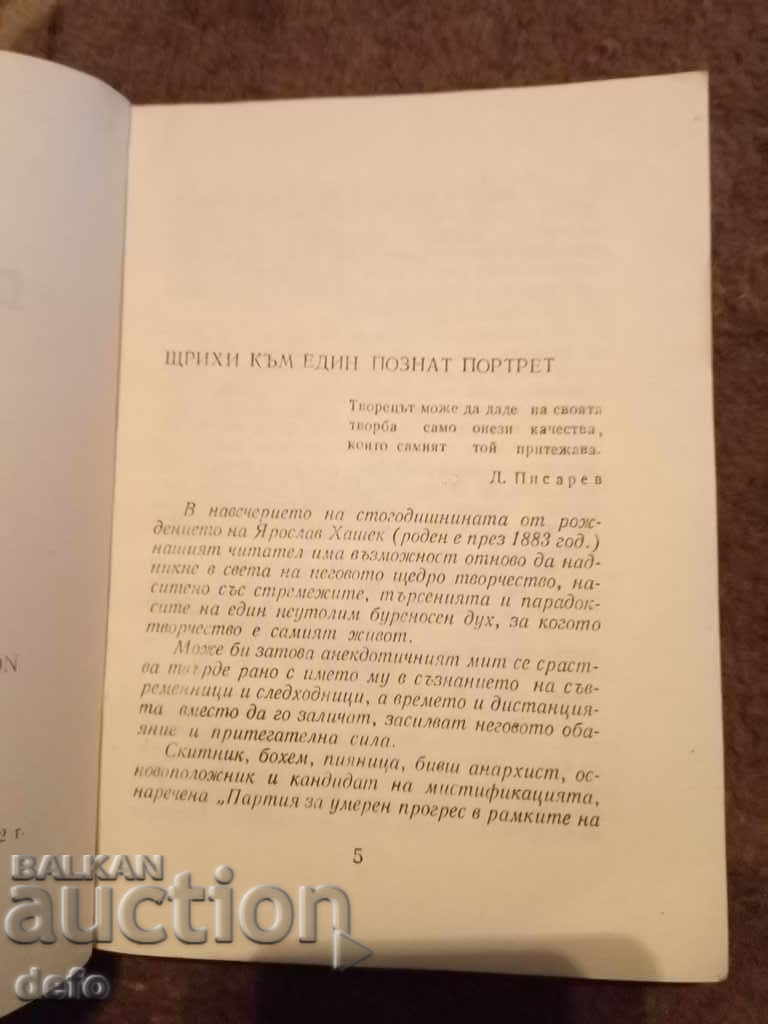 ON
2 г.
ЩРИХИ КЪМ ЕДИН ПОЗНАТ ПОРТРЕТ
Творецът може да даде на своята
творба само онези качества,
които самият той притежава.
Д. Писарев
В навечерието на стогодишнината от рож-
дението на Ярослав Хашек (роден е през 1883 год.)
нашият читател има възможност отново да над-
никне в света на неговото щедро творчество, на-
ситено със стремежите, търсенията и парадок-
сите на един неутолим буреносен дух, за когото
творчество е самият живот.
Може би затова анекдотичният мит се сраст-
ва твърде рано с името му в съзнанието на съв-
ременници и следходници, а времето и дистанция-
та вместо да го заличат, засилват неговото оба-
яние и притегателна сила.
Скитник, бохем, пияница, бивш анархист, ос-
новоположник и кандидат на мистификацията,
наречена „Партия за умерен прогрес в рамките на
5
BALKAN
auction
defo